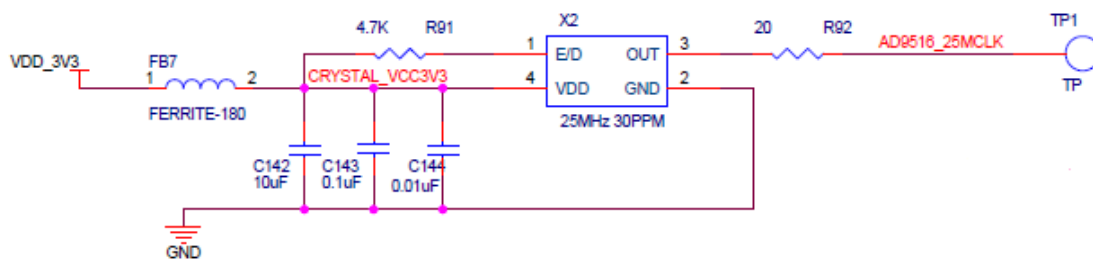 4.7K R91 X2 20 R92 TP1
1 E/D OUT 3 AD9516_25MCLK
VDD_3V3 FB7
1 2 CRYSTAL_VCC3V3 4 VDD GND 2 TP
FERRITE-180 25MHz 30PPM
C142 C143 C144
10uF 0.1uF 0.01uF
GND